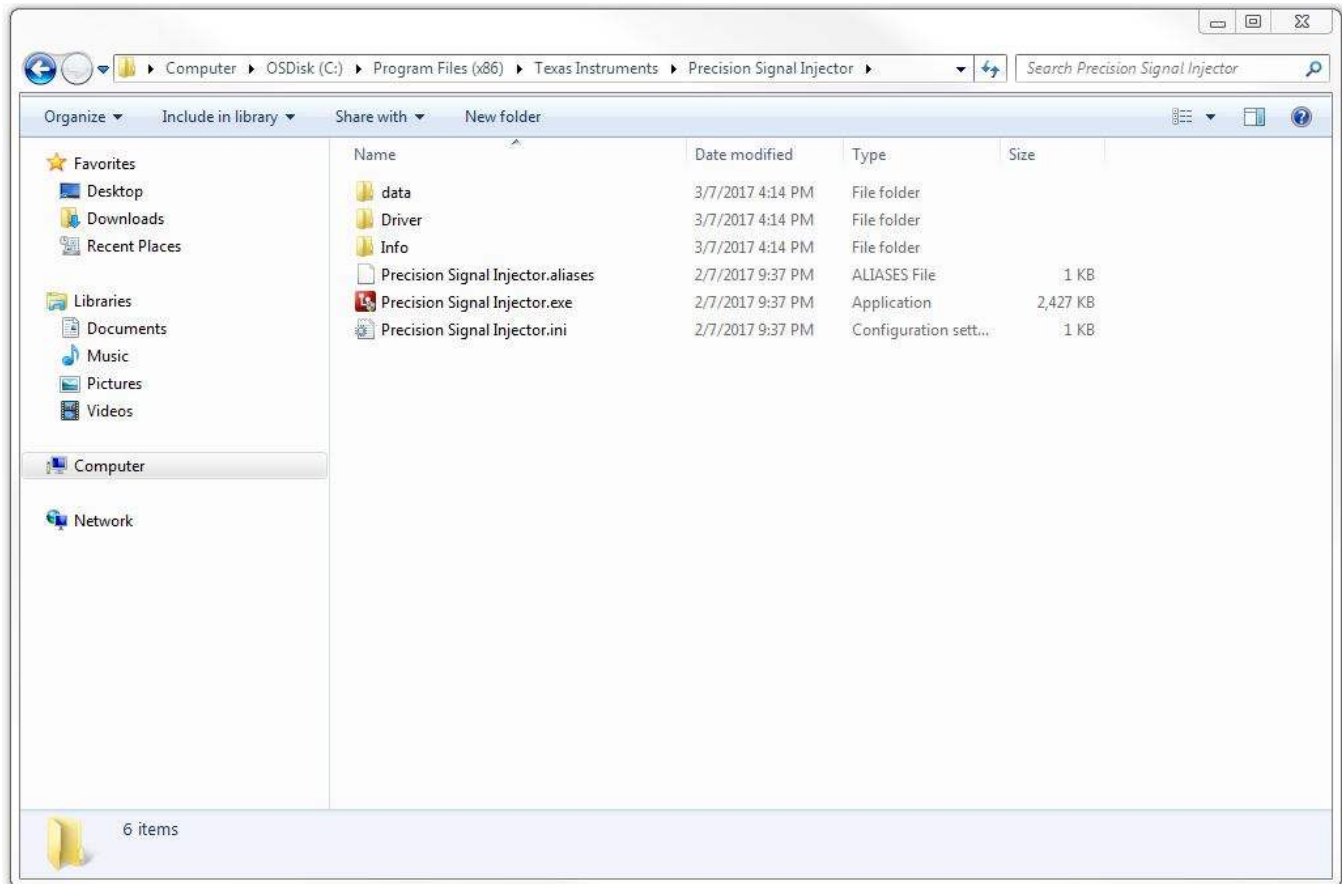 Computer OSDisk (C:) Program Files (x86) Texas Instruments Precision Signal Injector Search Precision Signal Injector
Organize Include in library Share with New folder
Favorites
Desktop
Downloads
Recent Places
Libraries
Documents
Music
Pictures
Videos
Computer
Network
Name Date modified Type Size
data 3/7/2017 4:14 PM File folder
Driver 3/7/2017 4:14 PM File folder
Info 3/7/2017 4:14 PM File folder
Precision Signal Injector.aliases 2/7/2017 9:37 PM ALIASES File 1 KB
Precision Signal Injector.exe 2/7/2017 9:37 PM Application 2,427 KB
Precision Signal Injector.ini 2/7/2017 9:37 PM Configuration sett... 1 KB
6 items